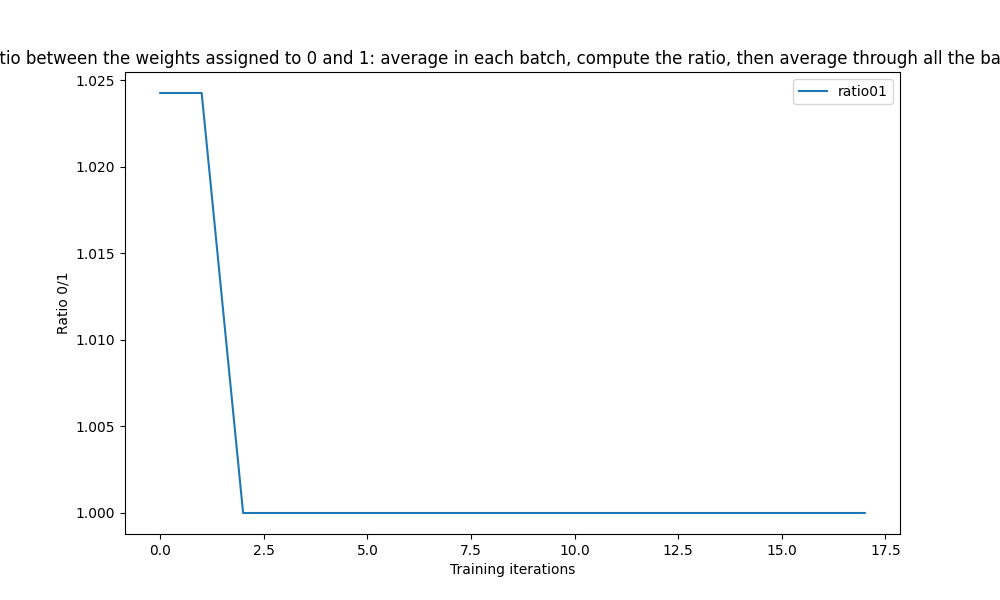 tio between the weights assigned to 0 and 1: average in each batch, compute the ratio, then average through all the ba
ratio01
1.025
1.020
1.015
1.010
1.005
1.000
Ratio 0/1
0.0 2.5 5.0 7.5 10.0 12.5 15.0 17.5
Training iterations